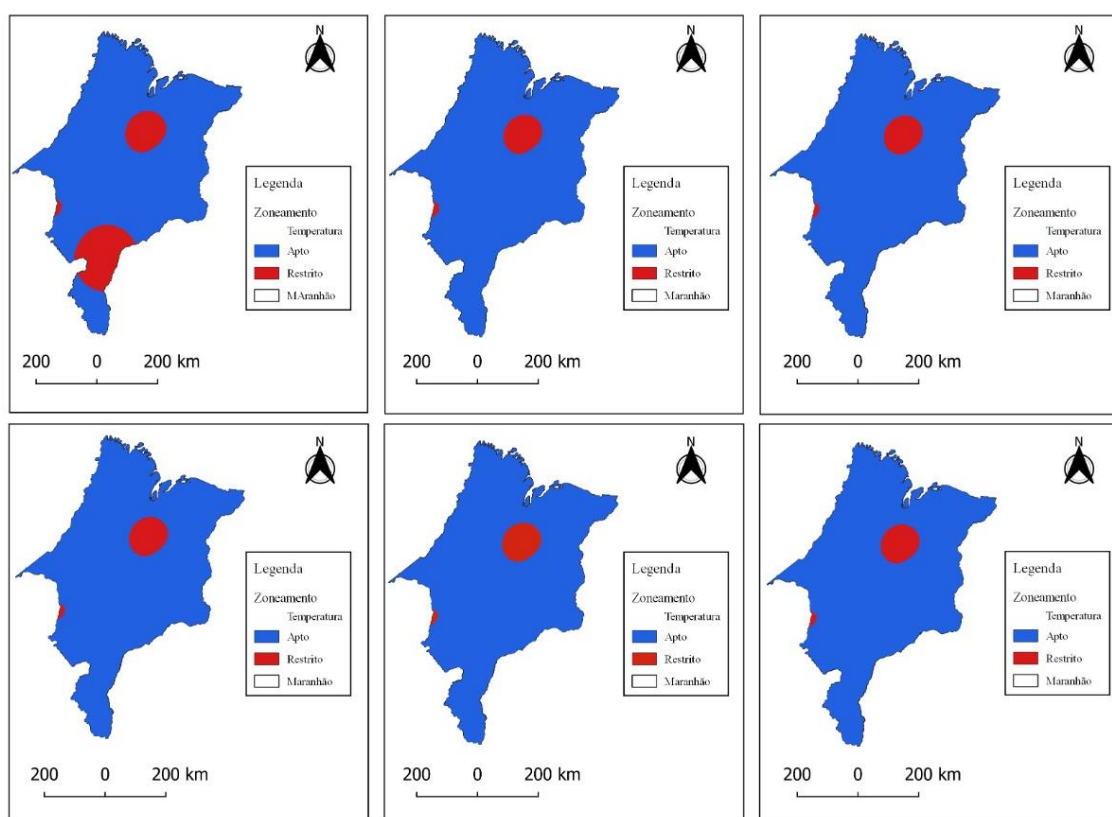 N
Legenda
Zoneamento
Temperatura
Apto
Restrito
MAranhão
200 0 200 km
N
Legenda
Zoneamento
Temperatura
Apto
Restrito
Maranhão
200 0 200 km
N
Legenda
Zoneamento
Temperatura
Apto
Restrito
Maranhão
200 0 200 km
N
Legenda
Zoneamento
Temperatura
Apto
Restrito
Maranhão
200 0 200 km
N
Legenda
Zoneamento
Temperatura
Apto
Restrito
Maranhão
200 0 200 km
N
Legenda
Zoneamento
Temperatura
Apto
Restrito
Maranhão
200 0 200 km